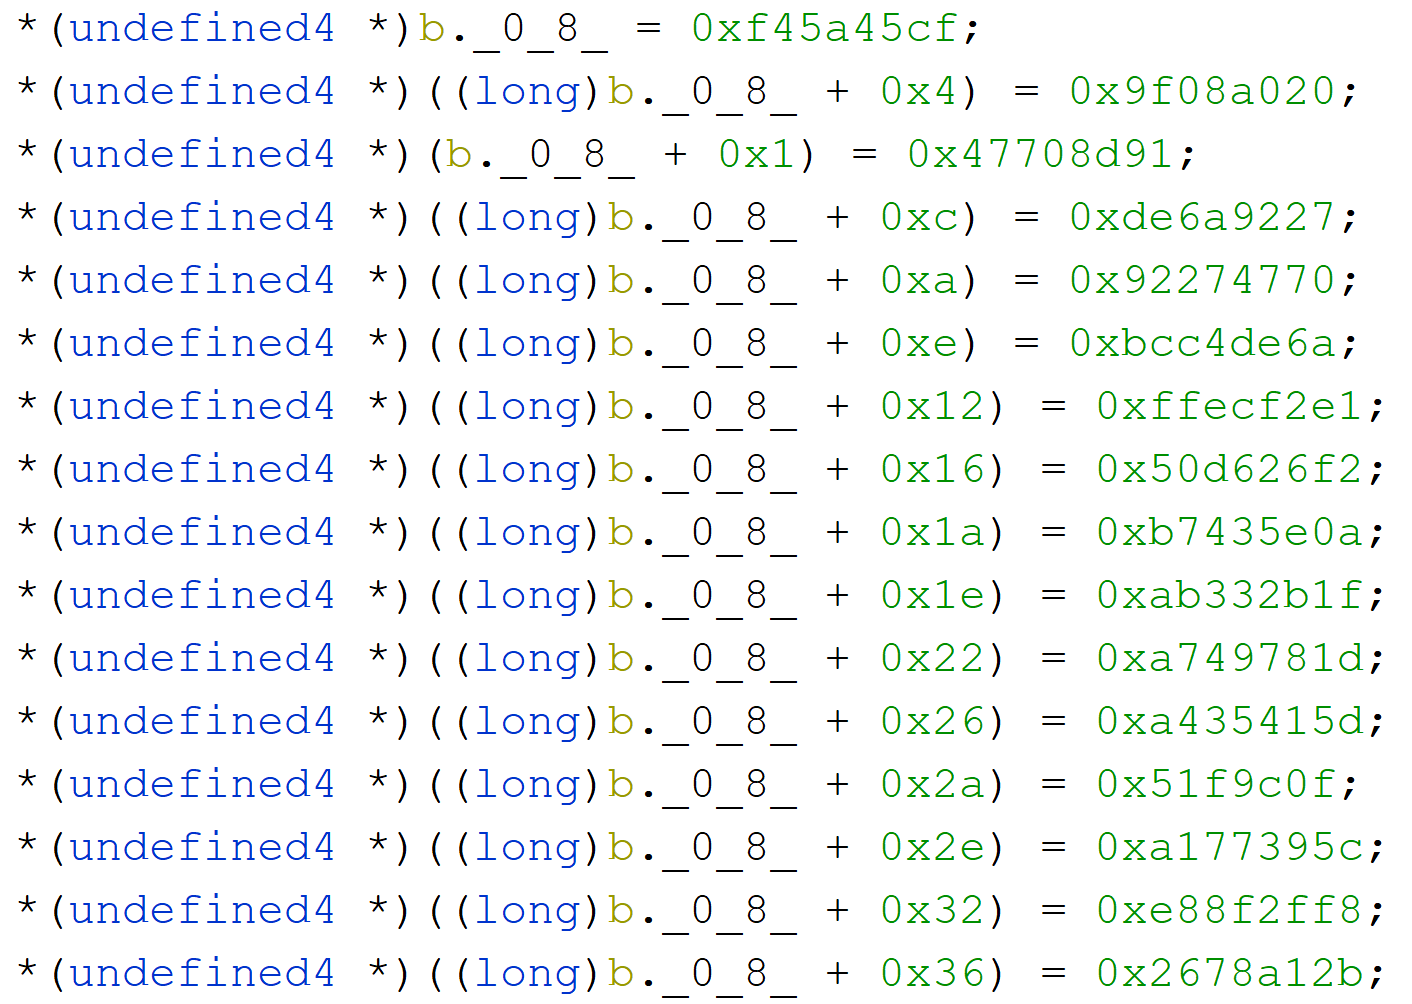 *(undefined4 *)b._0_8_ = 0xf45a45cf;
*(undefined4 *)((long)b._0_8_ + 0x4) = 0x9f08a020;
*(undefined4 *)(b._0_8_ + 0x1) = 0x47708d91;
*(undefined4 *)((long)b._0_8_ + 0xc) = 0xde6a9227;
*(undefined4 *)((long)b._0_8_ + 0xa) = 0x92274770;
*(undefined4 *)((long)b._0_8_ + 0xe) = 0xbcc4de6a;
*(undefined4 *)((long)b._0_8_ + 0x12) = 0xffecf2e1;
*(undefined4 *)((long)b._0_8_ + 0x16) = 0x50d626f2;
*(undefined4 *)((long)b._0_8_ + 0x1a) = 0xb7435e0a;
*(undefined4 *)((long)b._0_8_ + 0x1e) = 0xab332b1f;
*(undefined4 *)((long)b._0_8_ + 0x22) = 0xa749781d;
*(undefined4 *)((long)b._0_8_ + 0x26) = 0xa435415d;
*(undefined4 *)((long)b._0_8_ + 0x2a) = 0x51f9c0f;
*(undefined4 *)((long)b._0_8_ + 0x2e) = 0xa177395c;
*(undefined4 *)((long)b._0_8_ + 0x32) = 0xe88f2ff8;
*(undefined4 *)((long)b._0_8_ + 0x36) = 0x2678a12b;